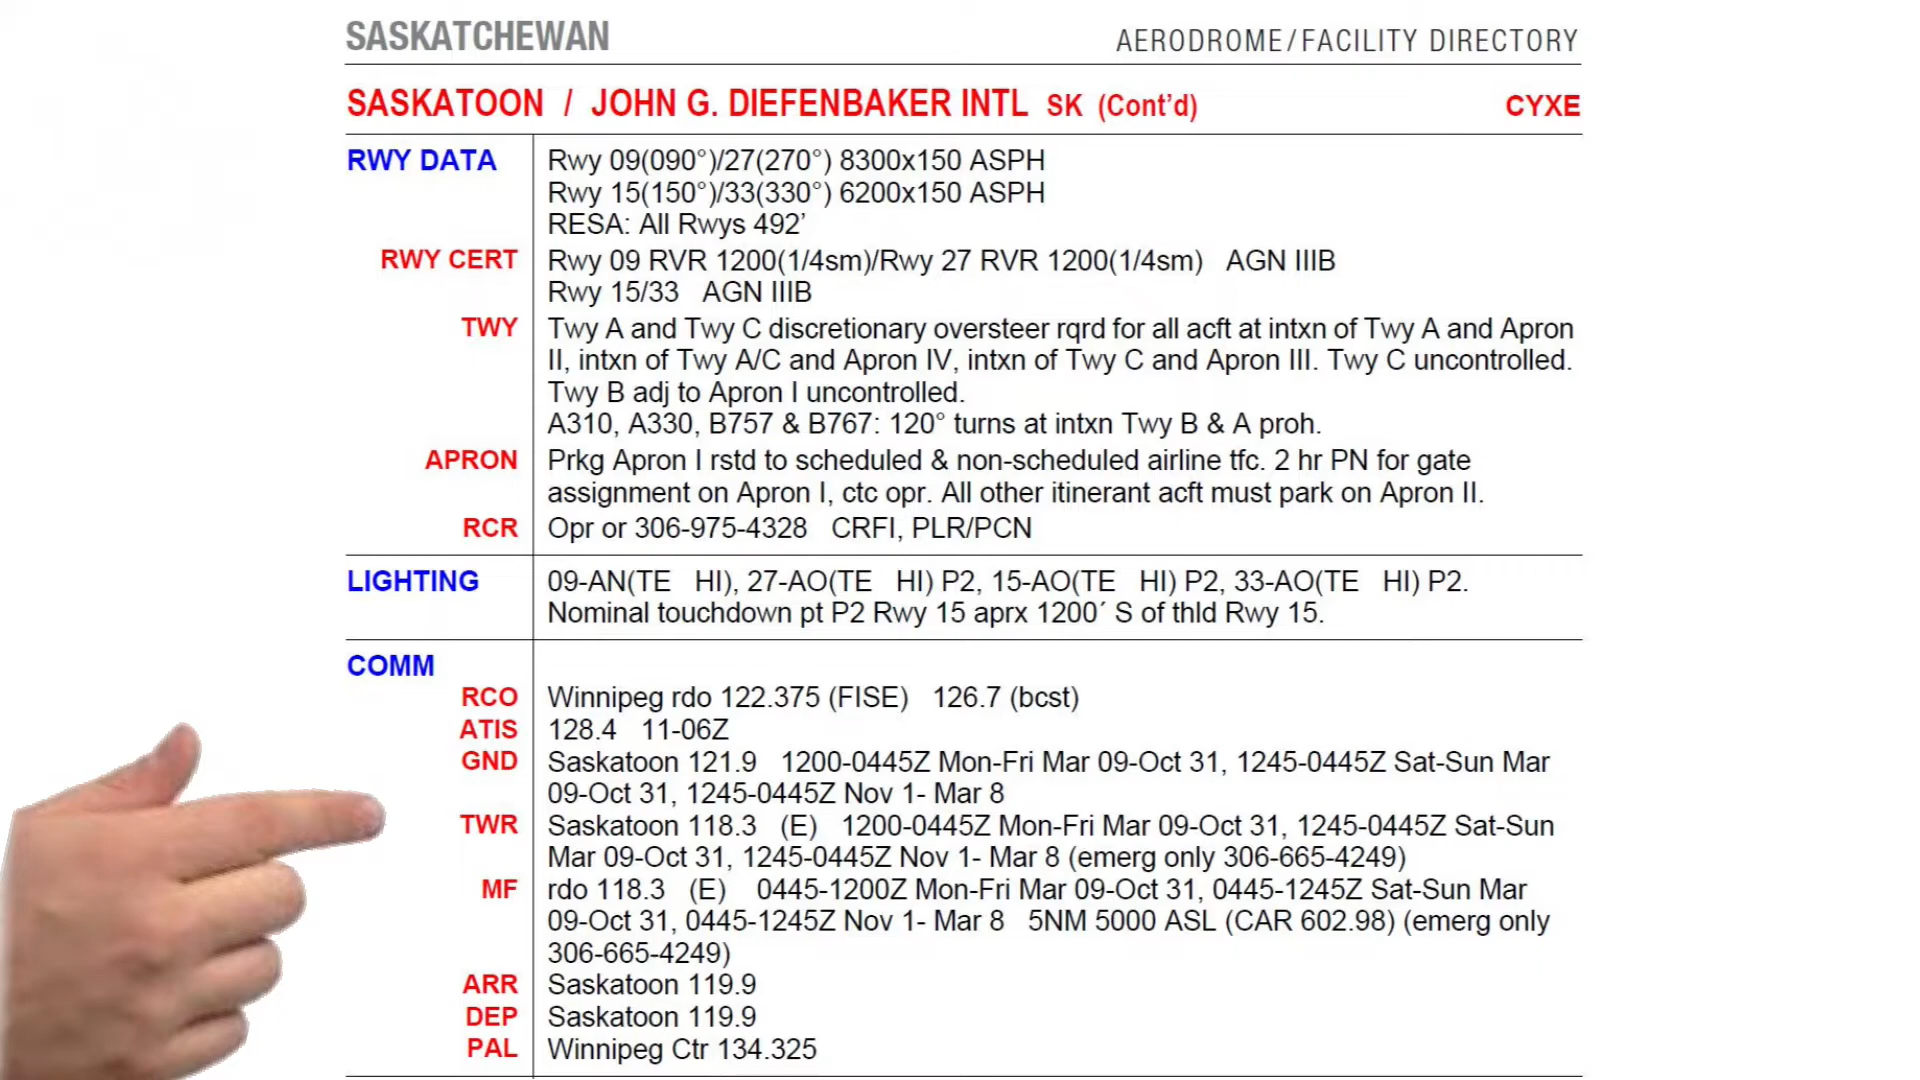 SASKATCHEWAN AERODROME/FACILITY DIRECTORY
SASKATOON / JOHN G. DIEFENBAKER INTL SK (Cont’d) CYXE
RWY DATA Rwy 09(090°)/27(270°) 8300x150 ASPH
Rwy 15(150°)/33(330°) 6200x150 ASPH
RESA: All Rwys 492’
RWY CERT Rwy 09 RVR 1200(1/4sm)/Rwy 27 RVR 1200(1/4sm) AGN IIIB
Rwy 15/33 AGN IIIB
TWY Twy A and Twy C discretionary oversteer rqrd for all acft at intxn of Twy A and Apron
II, intxn of Twy A/C and Apron IV, intxn of Twy C and Apron III. Twy C uncontrolled.
Twy B adj to Apron I uncontrolled.
A310, A330, B757 & B767: 120° turns at intxn Twy B & A proh.
APRON Prkg Apron I rstd to scheduled & non-scheduled airline tfc. 2 hr PN for gate
assignment on Apron I, ctc opr. All other itinerant acft must park on Apron II.
RCR Opr or 306-975-4328 CRFI, PLR/PCN
LIGHTING 09-AN(TE HI), 27-AO(TE HI) P2, 15-AO(TE HI) P2, 33-AO(TE HI) P2.
Nominal touchdown pt P2 Rwy 15 aprx 1200´ S of thld Rwy 15.
COMM
RCO Winnipeg rdo 122.375 (FISE) 126.7 (bcst)
ATIS 128.4 11-06Z
GND Saskatoon 121.9 1200-0445Z Mon-Fri Mar 09-Oct 31, 1245-0445Z Sat-Sun Mar
09-Oct 31, 1245-0445Z Nov 1- Mar 8
TWR Saskatoon 118.3 (E) 1200-0445Z Mon-Fri Mar 09-Oct 31, 1245-0445Z Sat-Sun
Mar 09-Oct 31, 1245-0445Z Nov 1- Mar 8 (emerg only 306-665-4249)
MF rdo 118.3 (E) 0445-1200Z Mon-Fri Mar 09-Oct 31, 0445-1245Z Sat-Sun Mar
09-Oct 31, 0445-1245Z Nov 1- Mar 8 5NM 5000 ASL (CAR 602.98) (emerg only
306-665-4249)
ARR Saskatoon 119.9
DEP Saskatoon 119.9
PAL Winnipeg Ctr 134.325